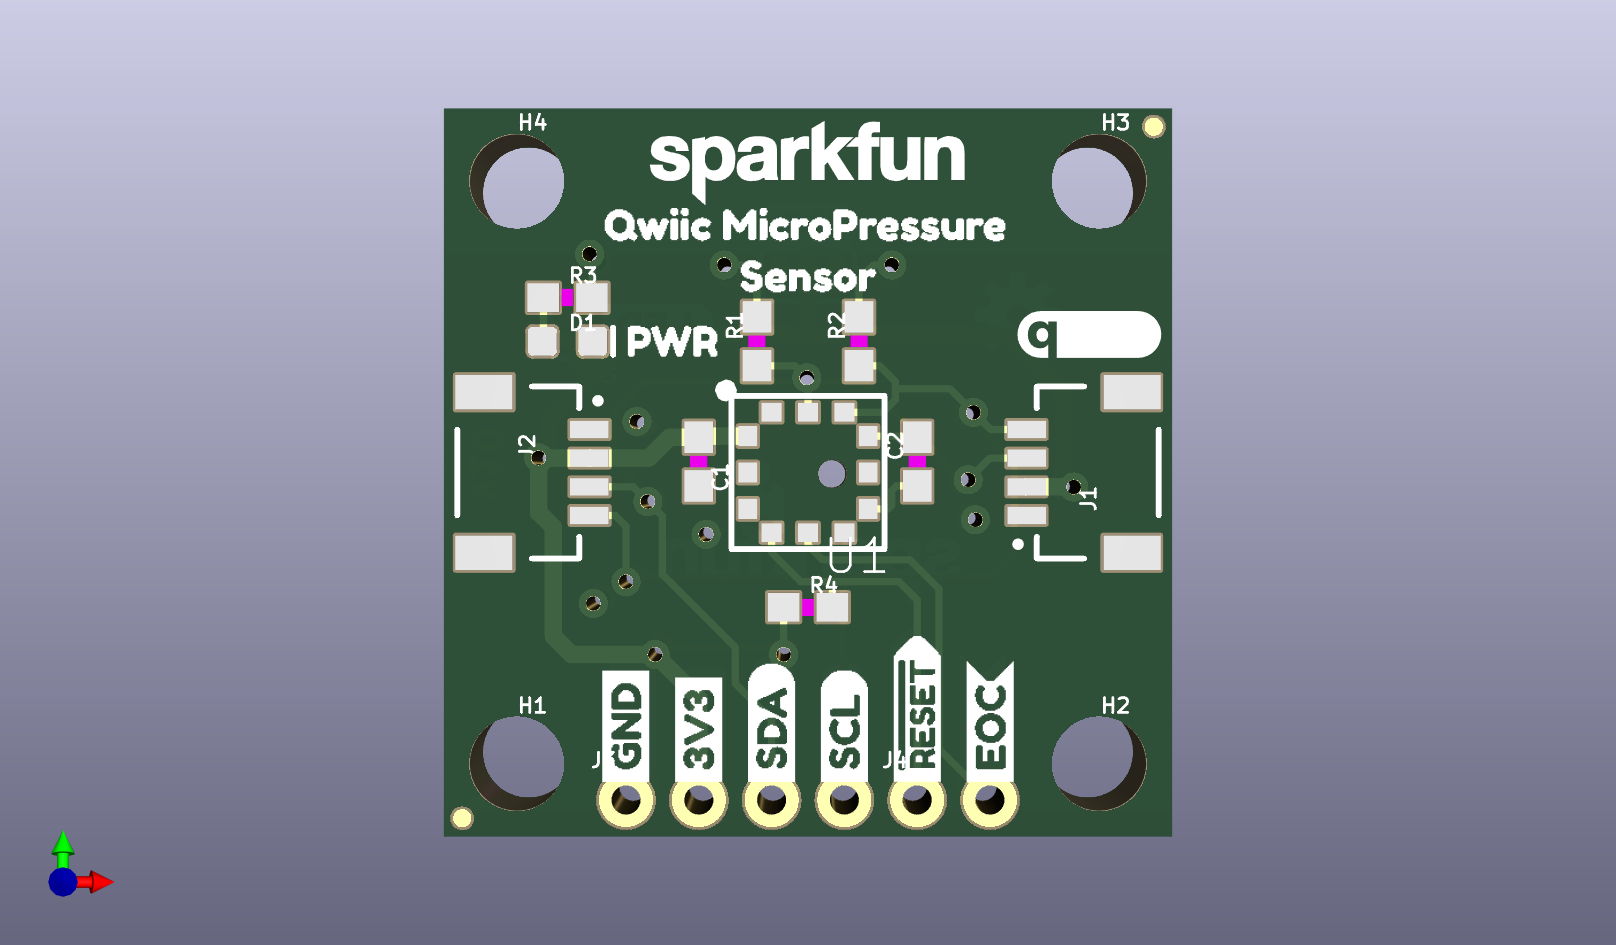 H4
H3
sparkfun
Qwiic MicroPressure
Sensor
R3
D1
PWR
R1
R2
q
J2
C1
C2
J1
U1
R4
H1
H2
GND
3V3
SDA
SCL
RESET
EOC
J4